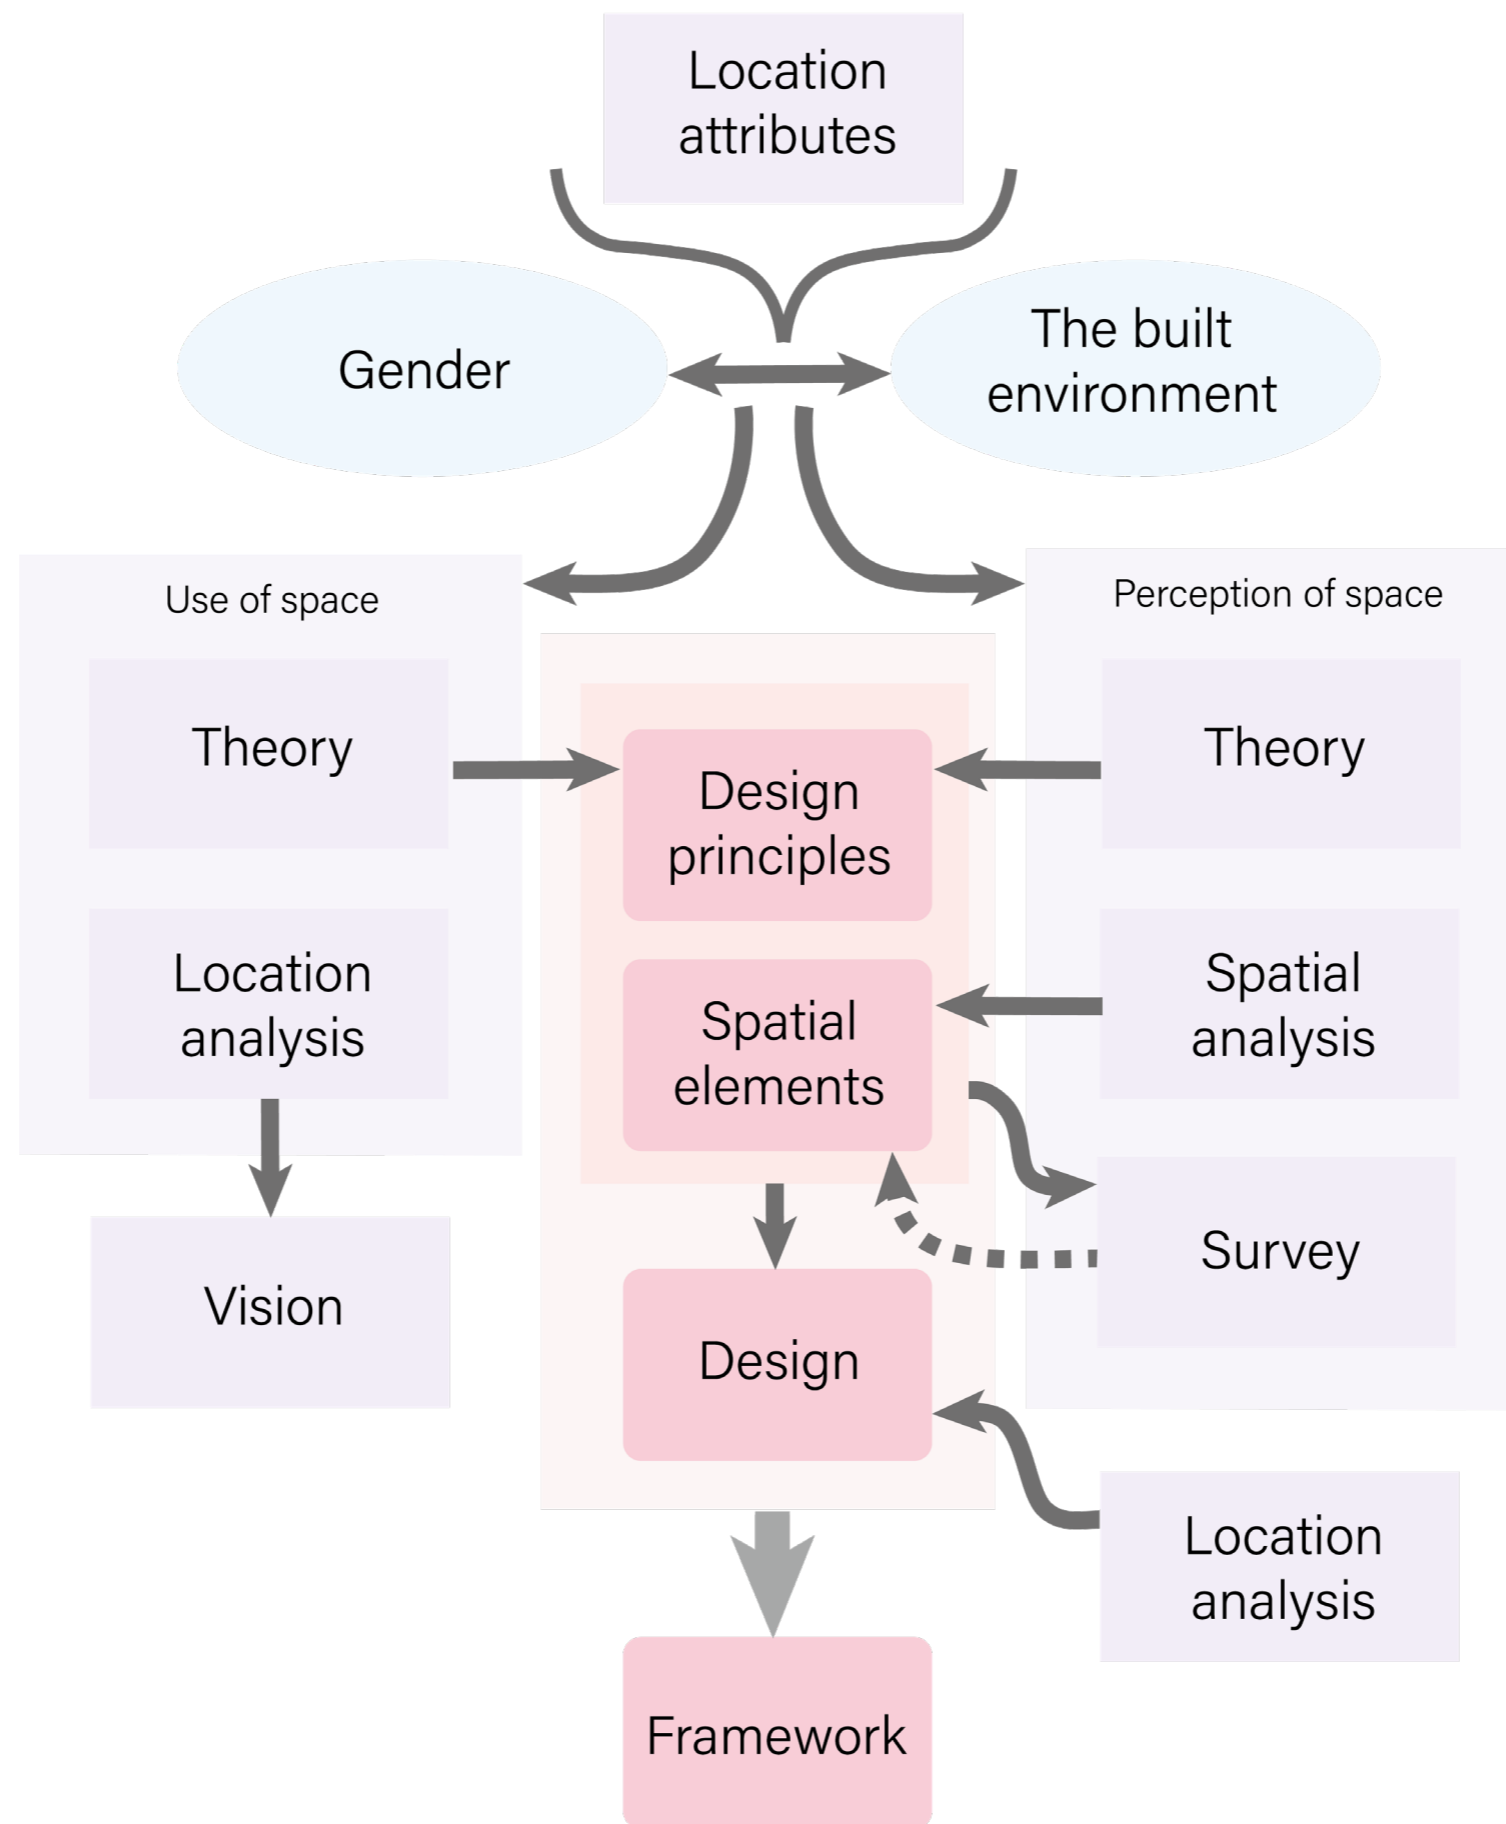 Location
attributes
Gender
The built
environment
Use of space
Perception of space
Theory
Design
principles
Theory
Location
analysis
Spatial
elements
Spatial
analysis
Survey
Vision
Design
Location
analysis
Framework